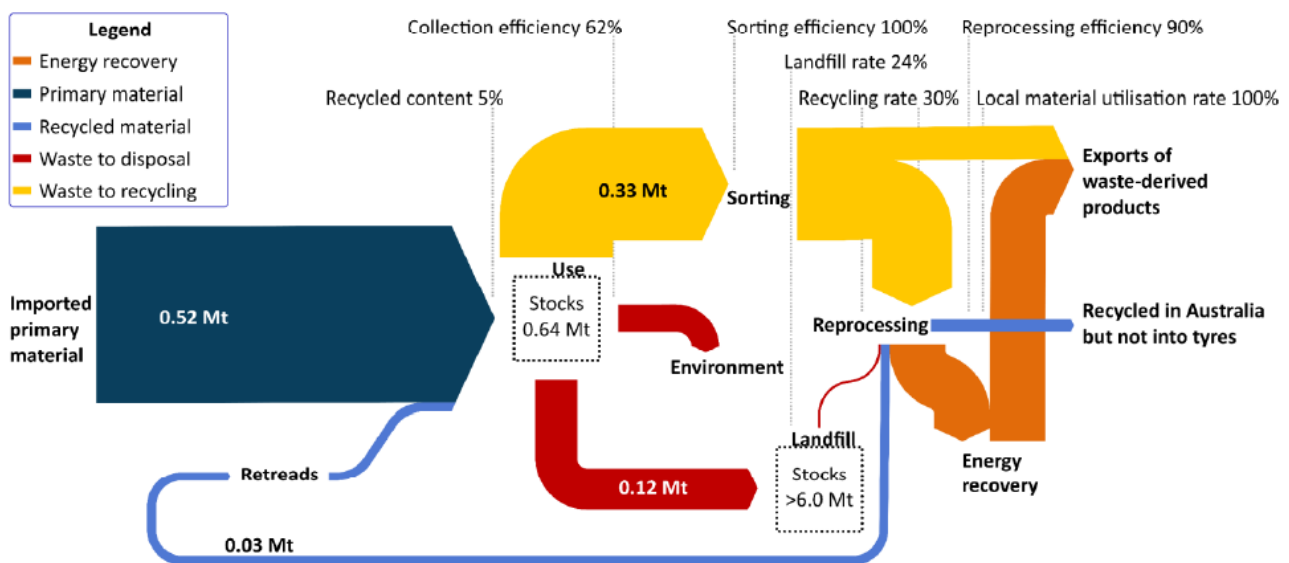 Legend
Energy recovery
Primary material
Recycled material
Waste to disposal
Waste to recycling
Collection efficiency 62%
Sorting efficiency 100%
Reprocessing efficiency 90%
Landfill rate 24%
Recycled content 5%
Recycling rate 30%
Local material utilisation rate 100%
Exports of
waste-derived
products
0.33 Mt
Sorting
Use
Stocks
0.64 Mt
Imported
primary
material
0.52 Mt
Reprocessing
Recycled in Australia
but not into tyres
Environment
Landfill
Stocks
>6.0 Mt
Energy
recovery
Retreads
0.12 Mt
0.03 Mt